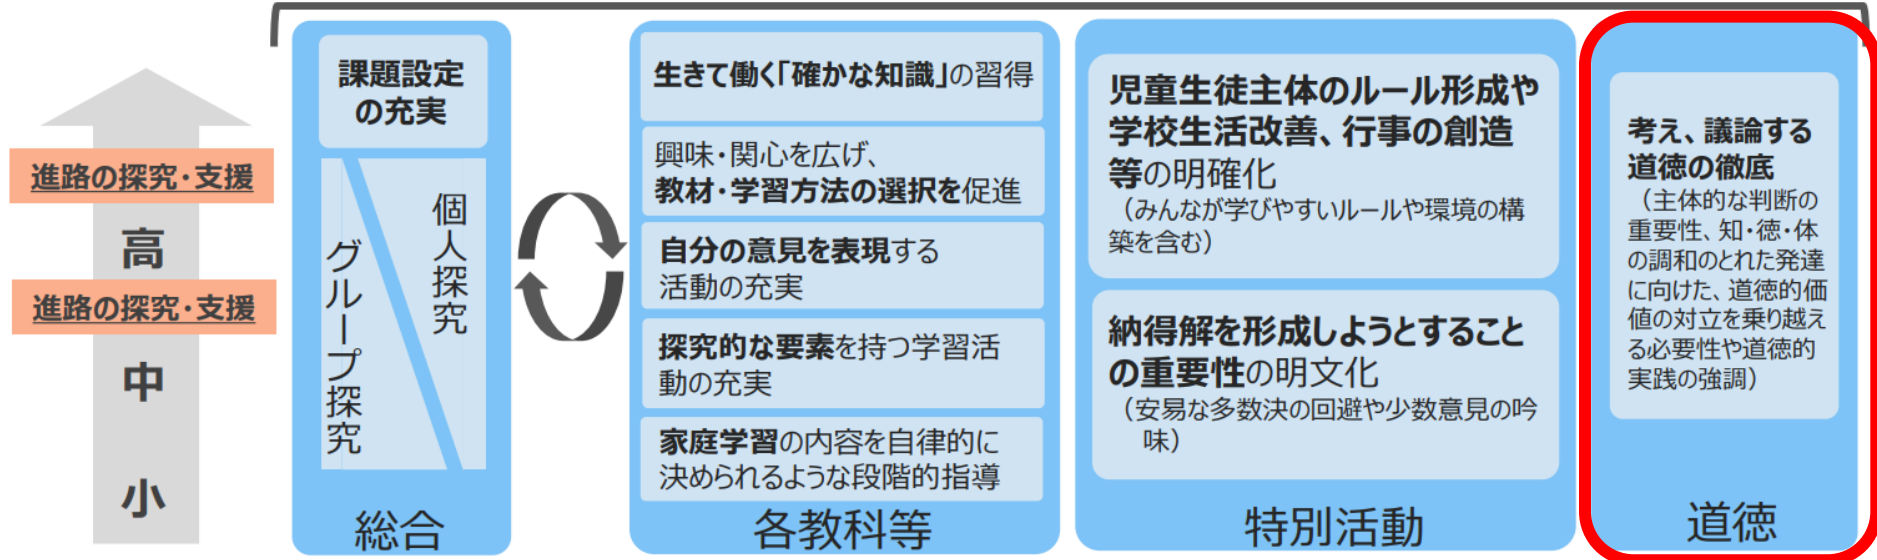 進路の探究・支援
高
進路の探究・支援
中
小
課題設定
の充実
グループ探究
個人探究
総合
生きて働く「確かな知識」の習得
興味・関心を広げ、
教材・学習方法の選択を促進
自分の意見を表現する
活動の充実
探究的な要素を持つ学習活
動の充実
家庭学習の内容を自律的に
決められるような段階的指導
各教科等
児童生徒主体のルール形成や
学校生活改善、行事の創造
等の明確化
（みんなが学びやすいルールや環境の構
築を含む）
納得解を形成しようとすること
の重要性の明文化
（安易な多数決の回避や少数意見の吟
味）
特別活動
考え、議論する
道徳の徹底
（主体的な判断の
重要性、知・徳・体
の調和のとれた発達
に向けた、道徳的価
値の対立を乗り越え
る必要性や道徳的
実践の強調）
道徳